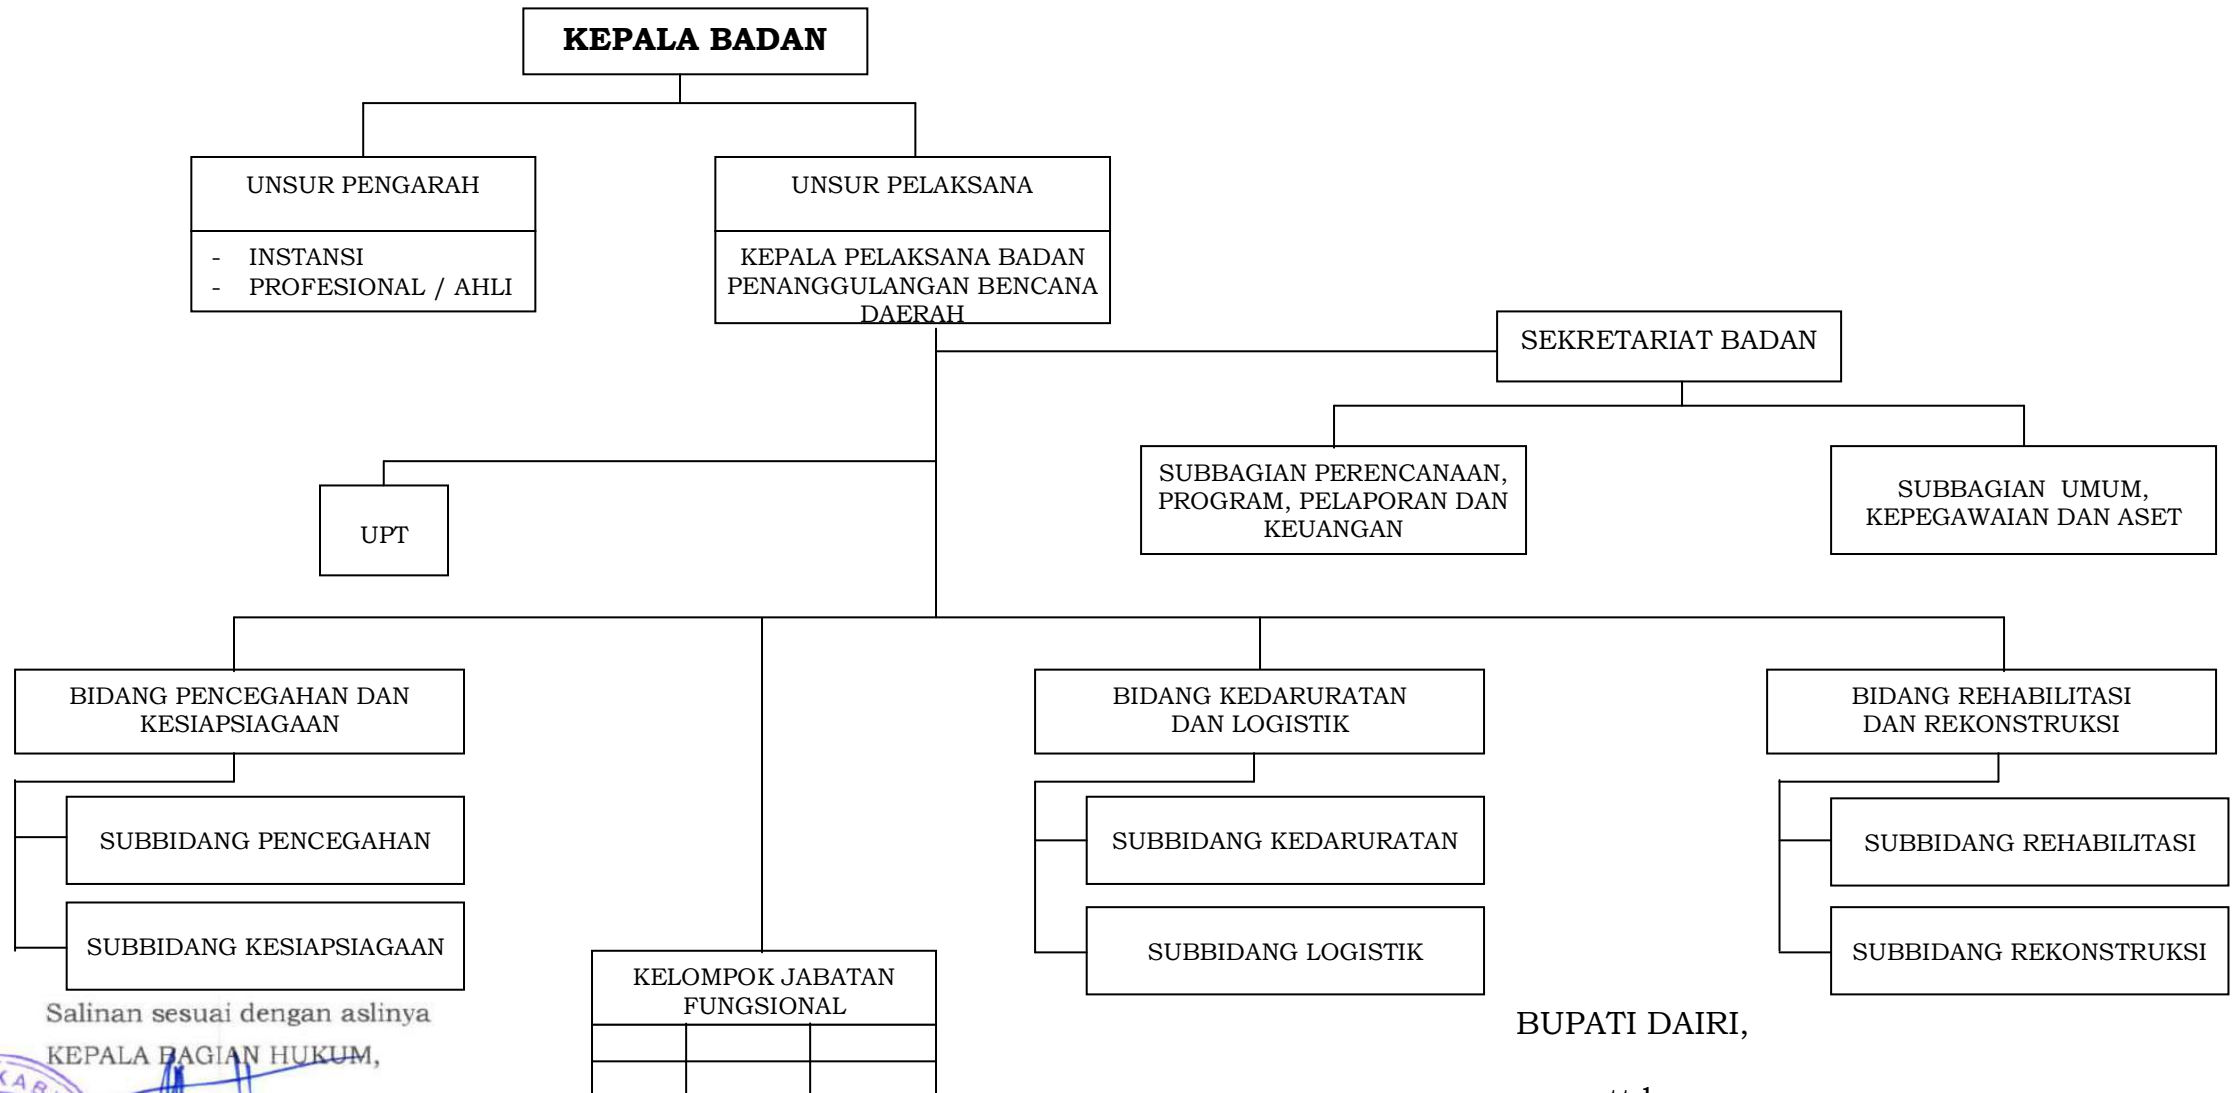 KEPALA BADAN
UNSUR PENGARAH
- INSTANSI
- PROFESIONAL / AHLI
UNSUR PELAKSANA
KEPALA PELAKSANA BADAN
PENANGGULANGAN BENCANA
DAERAH
SEKRETARIAT BADAN
SUBBAGIAN PERENCANAAN,
PROGRAM, PELAPORAN DAN
KEUANGAN
SUBBAGIAN UMUM,
KEPEGAWAIAN DAN ASET
UPT
BIDANG PENCEGAHAN DAN
KESIAPSIAGAAN
SUBBIDANG PENCEGAHAN
SUBBIDANG KESIAPSIAGAAN
KELOMPOK JABATAN
FUNGSIONAL
BIDANG KEDARURATAN
DAN LOGISTIK
SUBBIDANG KEDARURATAN
SUBBIDANG LOGISTIK
BIDANG REHABILITASI
DAN REKONSTRUKSI
SUBBIDANG REHABILITASI
SUBBIDANG REKONSTRUKSI
Salinan sesuai dengan aslinya
KEPALA BAGIAN HUKUM,
BUPATI DAIRI,